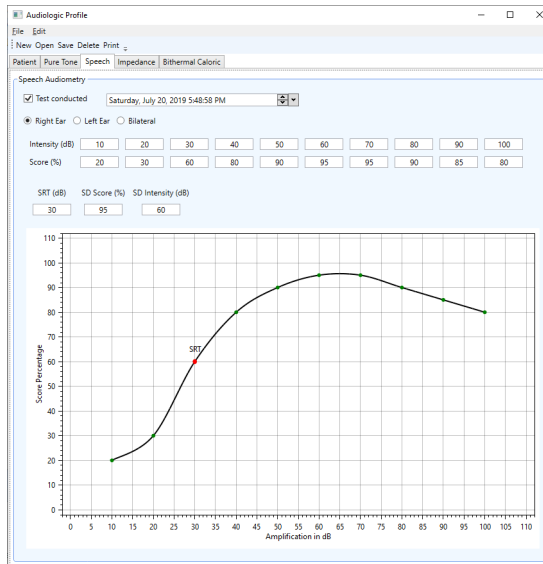 Audiologic Profile
File Edit
New Open Save Delete Print
Patient Pure Tone Speech Impedance Bithermal Caloric
Speech Audiometry
Test conducted Saturday, July 20, 2019 5:48:58 PM
Right Ear Left Ear Bilateral
Intensity (dB) 10 20 30 40 50 60 70 80 90 100
Score (%) 20 30 60 80 90 95 95 90 85 80
SRT (dB) SD Score (%) SD Intensity (dB)
30 95 60
110
100
90
80
70
60
50
40
30
20
10
0
Score Percentage
SRT
0 5 10 15 20 25 30 35 40 45 50 55 60 65 70 75 80 85 90 95 100 110
Amplification in dB